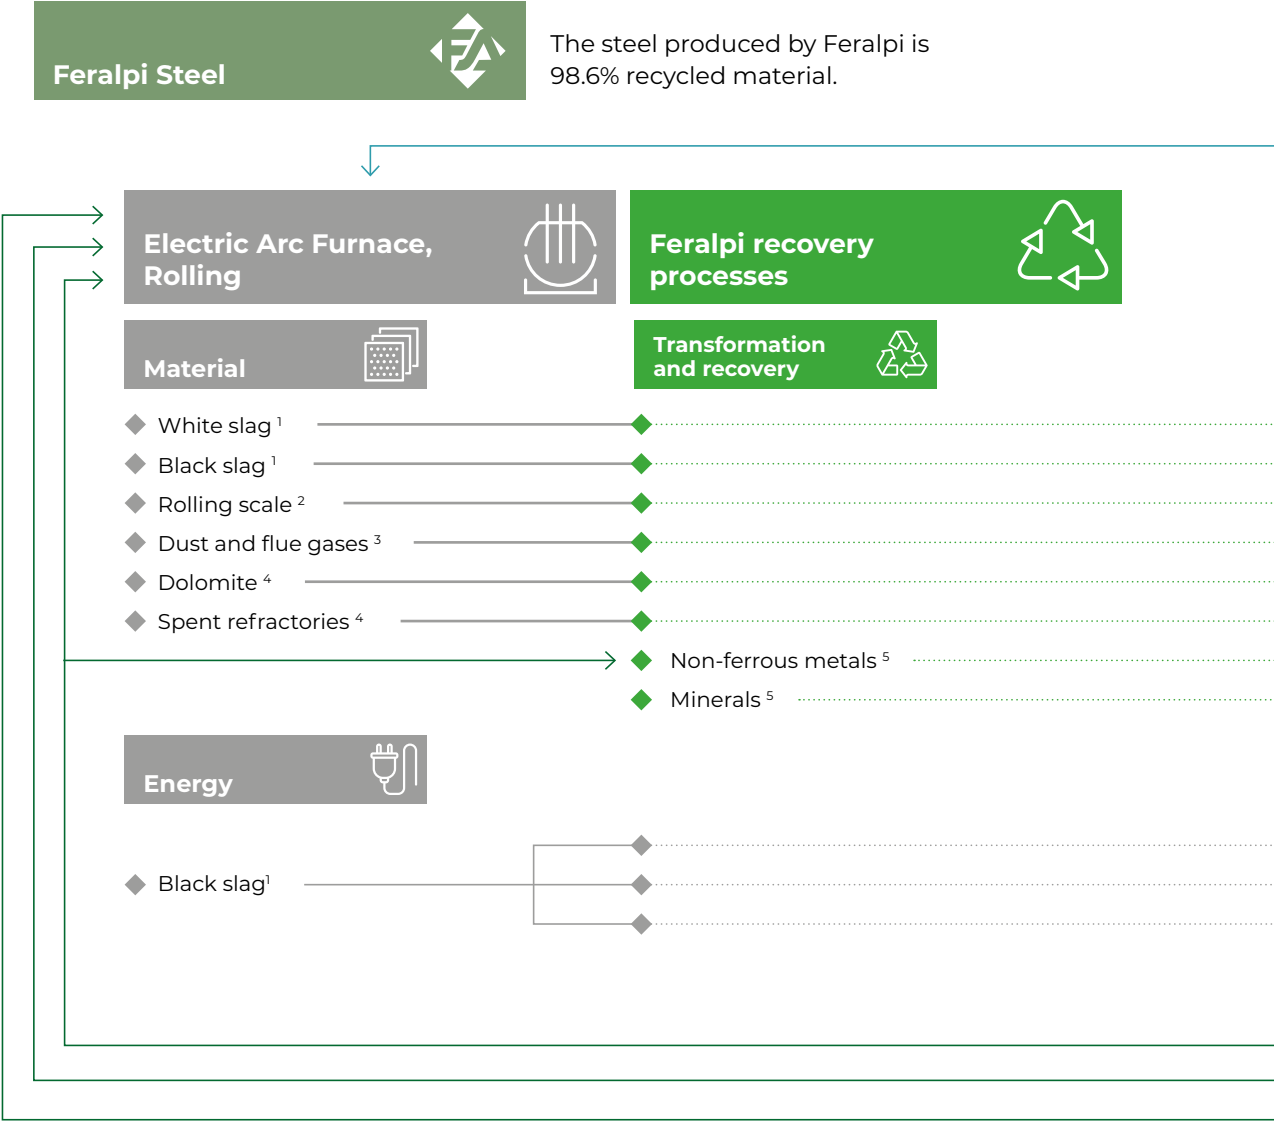 Feralpi Steel
The steel produced by Feralpi is
98.6% recycled material.
Electric Arc Furnace,
Rolling
Feralpi recovery
processes
Material
Transformation
and recovery
White slag ¹
Black slag ¹
Rolling scale ²
Dust and flue gases ³
Dolomite ⁴
Spent refractories ⁴
Non-ferrous metals ⁵
Minerals ⁵
Energy
Black slag¹